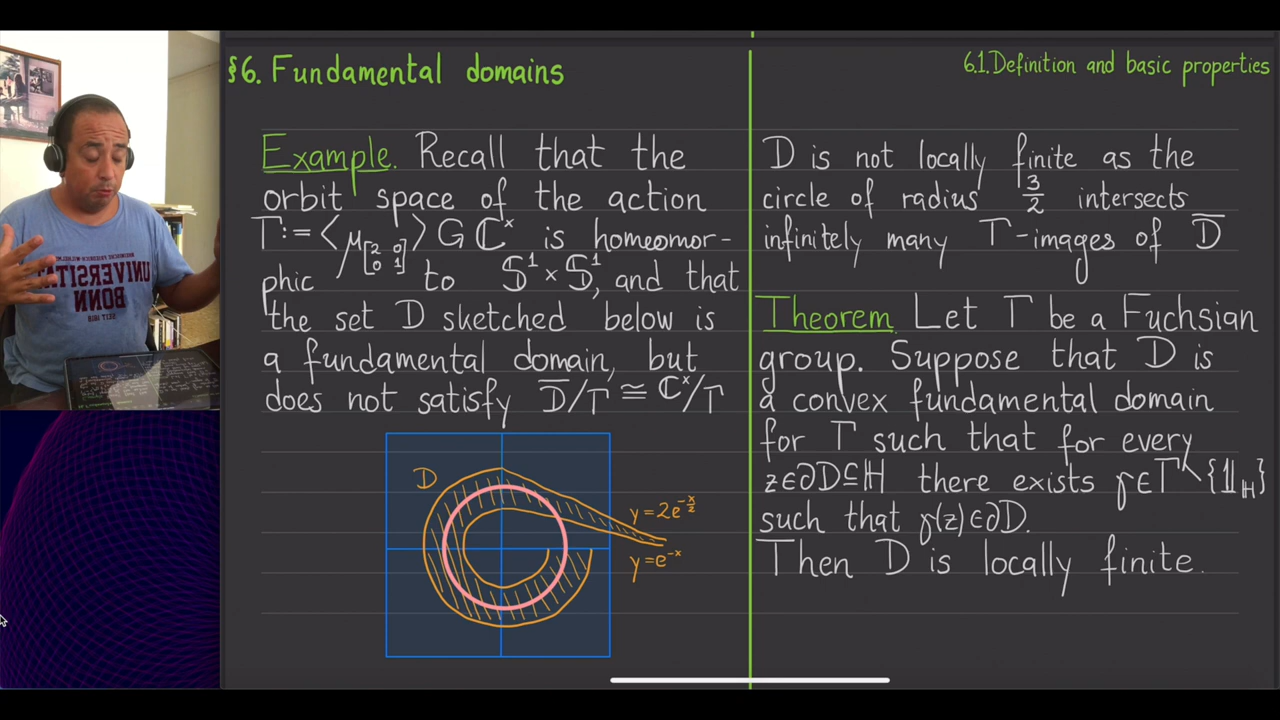 §6. Fundamental domains
6.1. Definition and basic properties
Example. Recall that the
orbit space of the action
Γ := ⟨μ[2 0 0 1]⟩ G ℂ^× is homeomor-
phic to 𝕊¹ × 𝕊¹, and that
the set D sketched below is
a fundamental domain, but
does not satisfy D̅/Γ ≅ ℂ^×/Γ
D
y = 2e^{-x/2}
y = e^{-x}
D is not locally finite as the
circle of radius 3/2 intersects
infinitely many Γ-images of D̅
Theorem. Let Γ be a Fuchsian
group. Suppose that D is
a convex fundamental domain
for Γ such that for every
z∈∂D⊆ℍ there exists γ∈Γ\{𝟙_ℍ}
such that γ(z)∈∂D.
Then D is locally finite.
UNIVERSITÄT
BONN